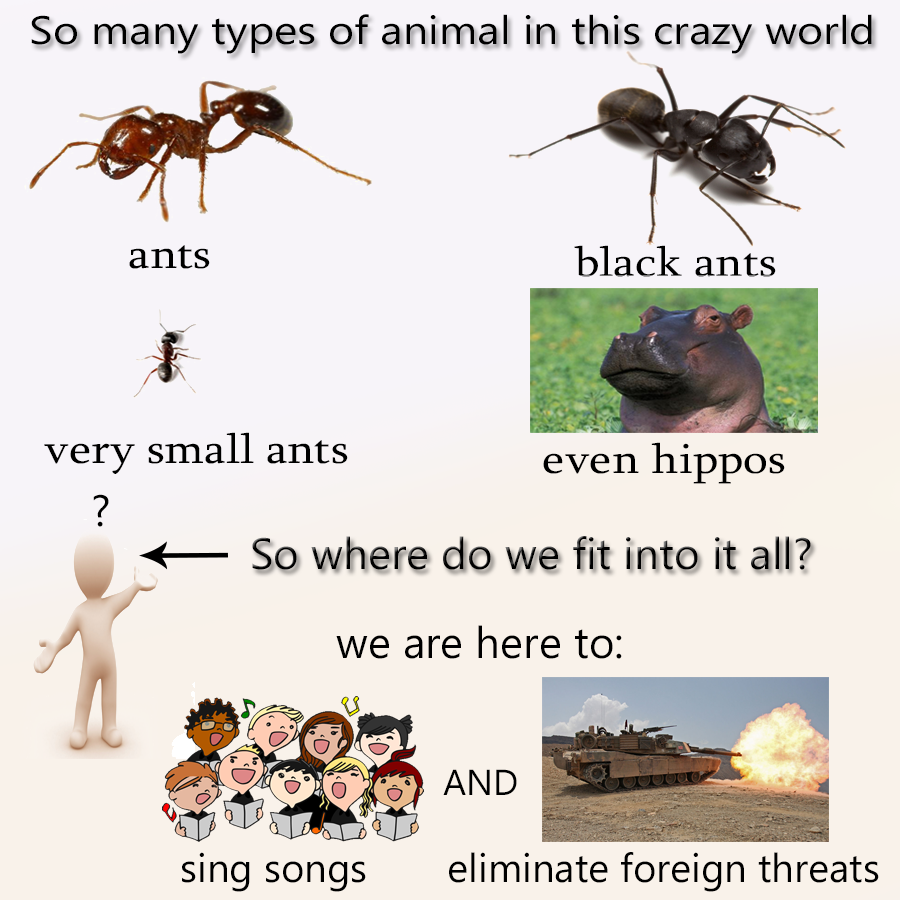 So many types of animal in this crazy world
ants
black ants
very small ants
even hippos
?
So where do we fit into it all?
we are here to:
AND
sing songs
eliminate foreign threats